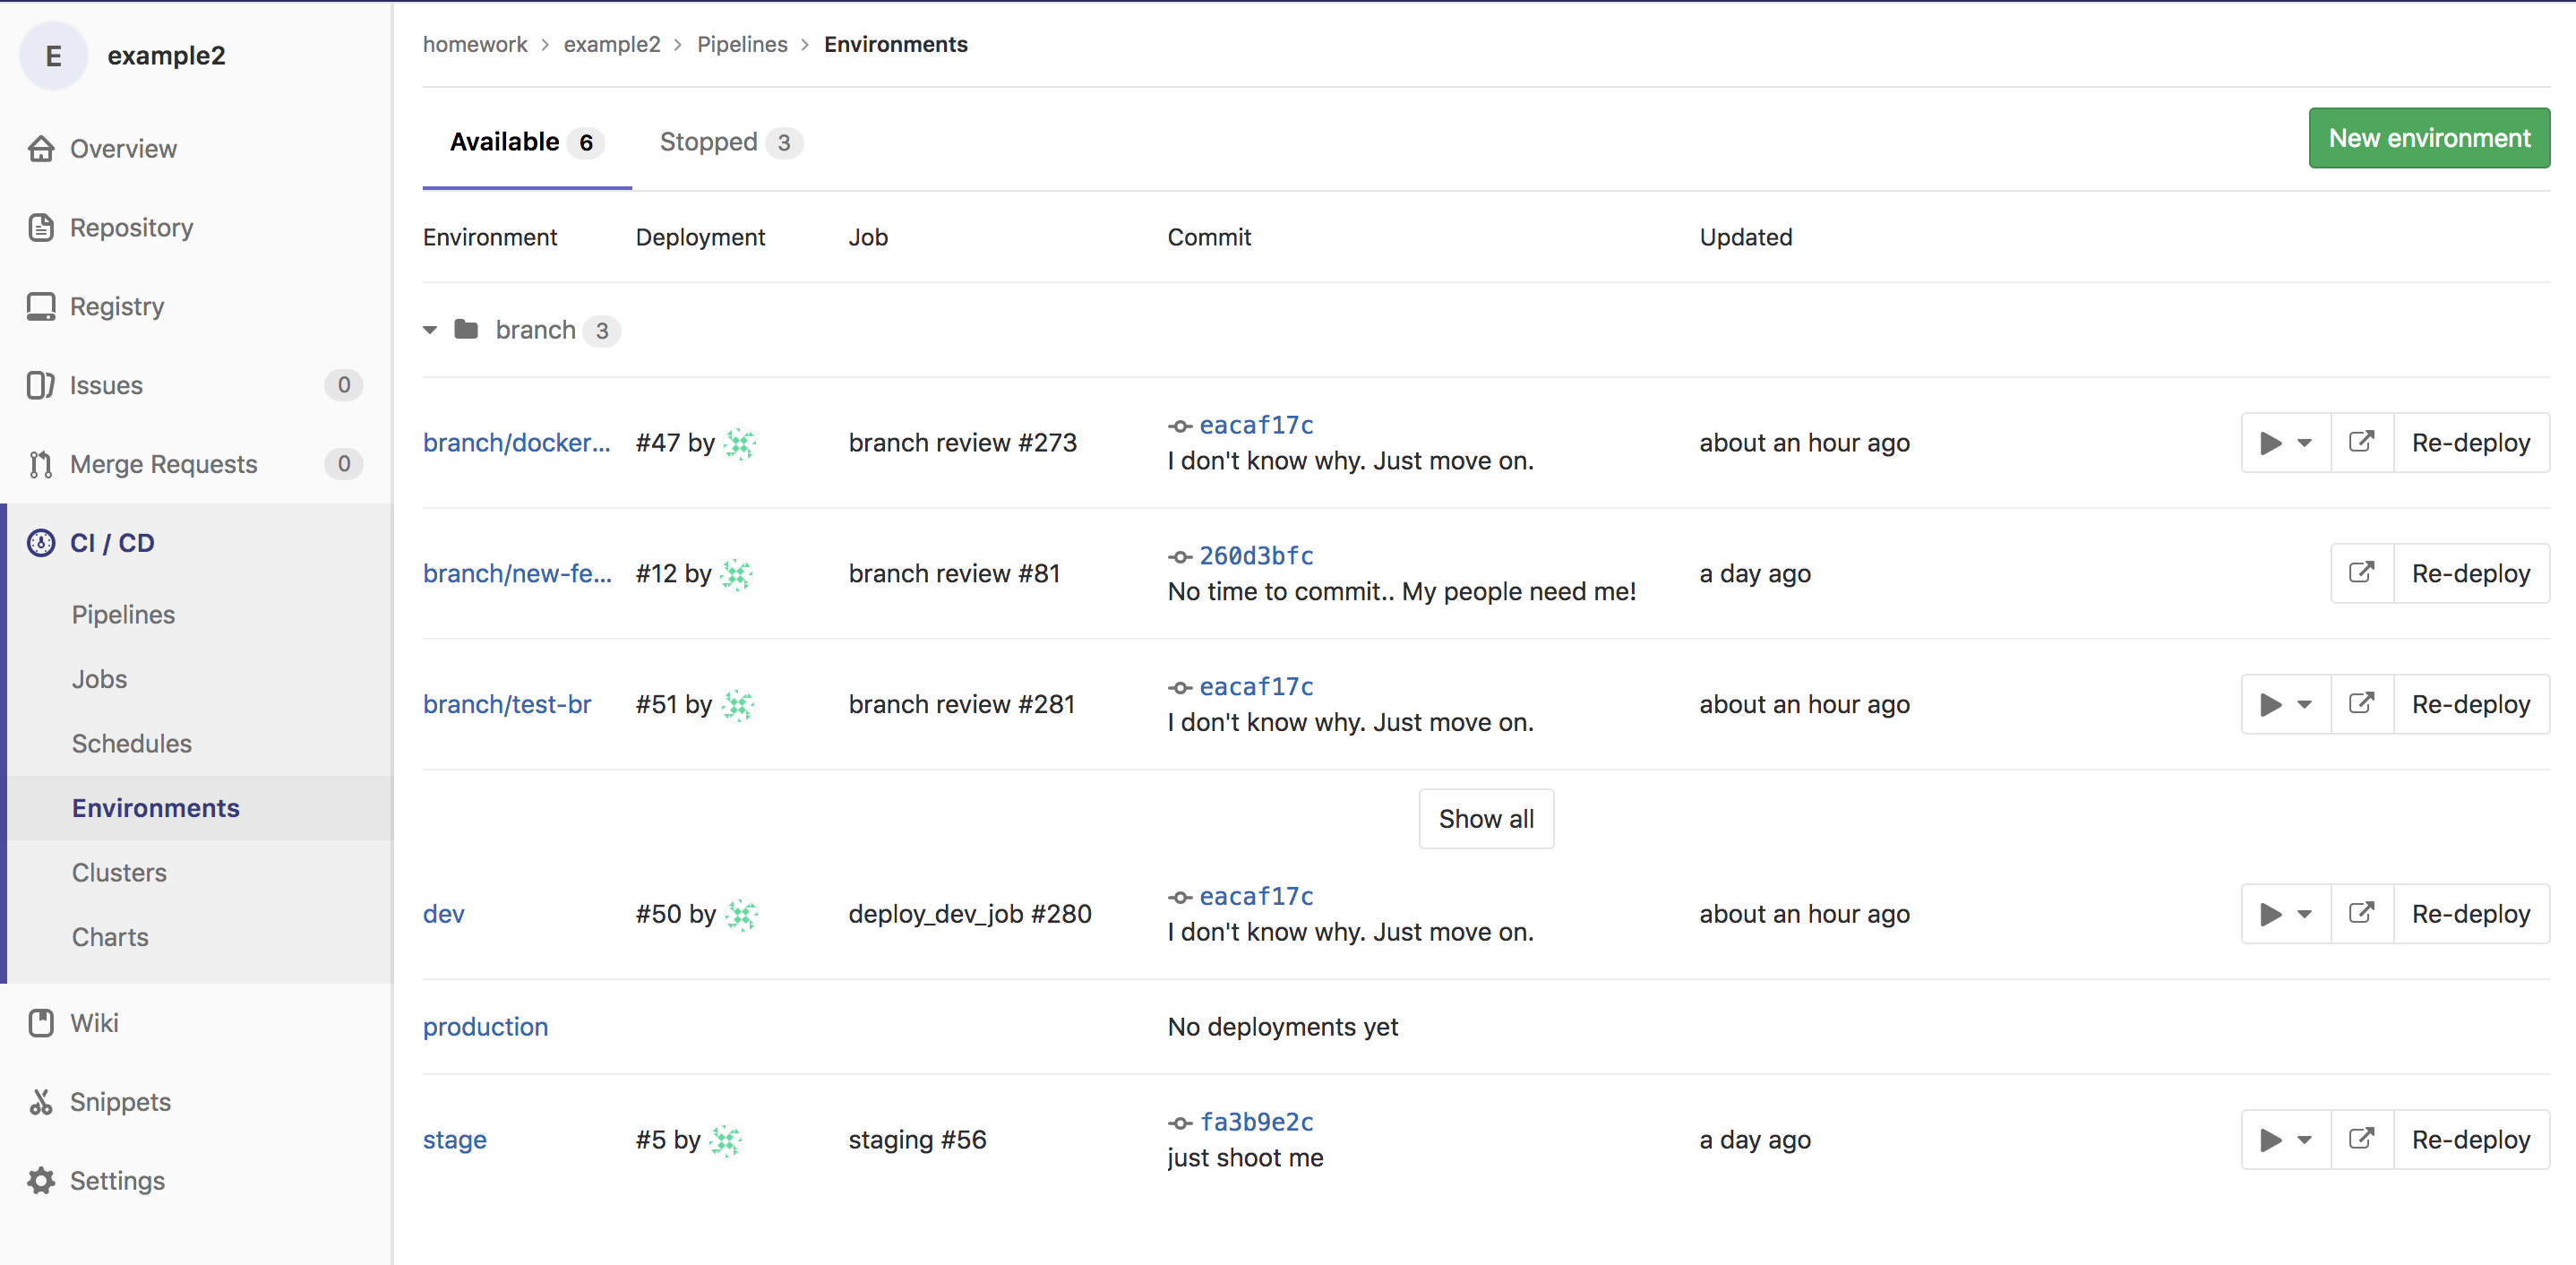 E example2
Overview
Repository
Registry
Issues 0
Merge Requests 0
CI / CD
Pipelines
Jobs
Schedules
Environments
Clusters
Charts
Wiki
Snippets
Settings
homework > example2 > Pipelines > Environments
Available 6 Stopped 3 New environment
Environment Deployment Job Commit Updated
branch 3
branch/docker... #47 by branch review #273 eacaf17c about an hour ago Re-deploy
I don't know why. Just move on.
branch/new-fe... #12 by branch review #81 260d3bfc a day ago Re-deploy
No time to commit.. My people need me!
branch/test-br #51 by branch review #281 eacaf17c about an hour ago Re-deploy
I don't know why. Just move on.
Show all
dev #50 by deploy_dev_job #280 eacaf17c about an hour ago Re-deploy
I don't know why. Just move on.
production No deployments yet
stage #5 by staging #56 fa3b9e2c a day ago Re-deploy
just shoot me